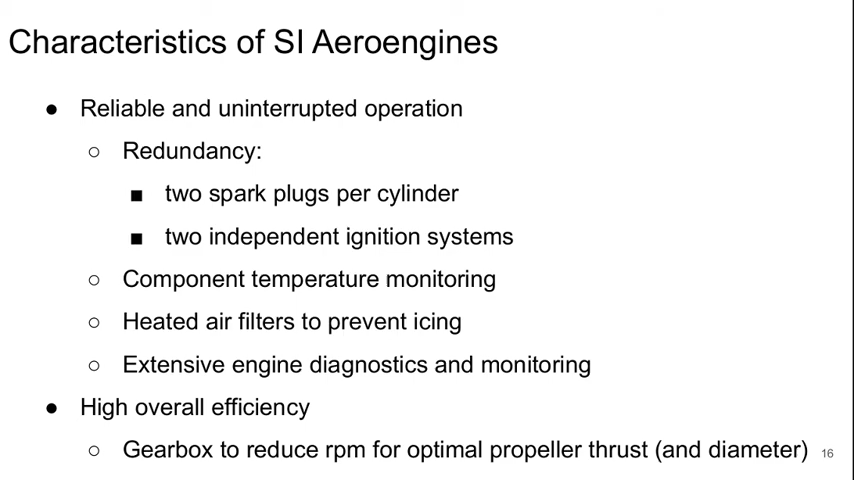 Characteristics of SI Aeroengines
● Reliable and uninterrupted operation
○ Redundancy:
■ two spark plugs per cylinder
■ two independent ignition systems
○ Component temperature monitoring
○ Heated air filters to prevent icing
○ Extensive engine diagnostics and monitoring
● High overall efficiency
○ Gearbox to reduce rpm for optimal propeller thrust (and diameter)
16